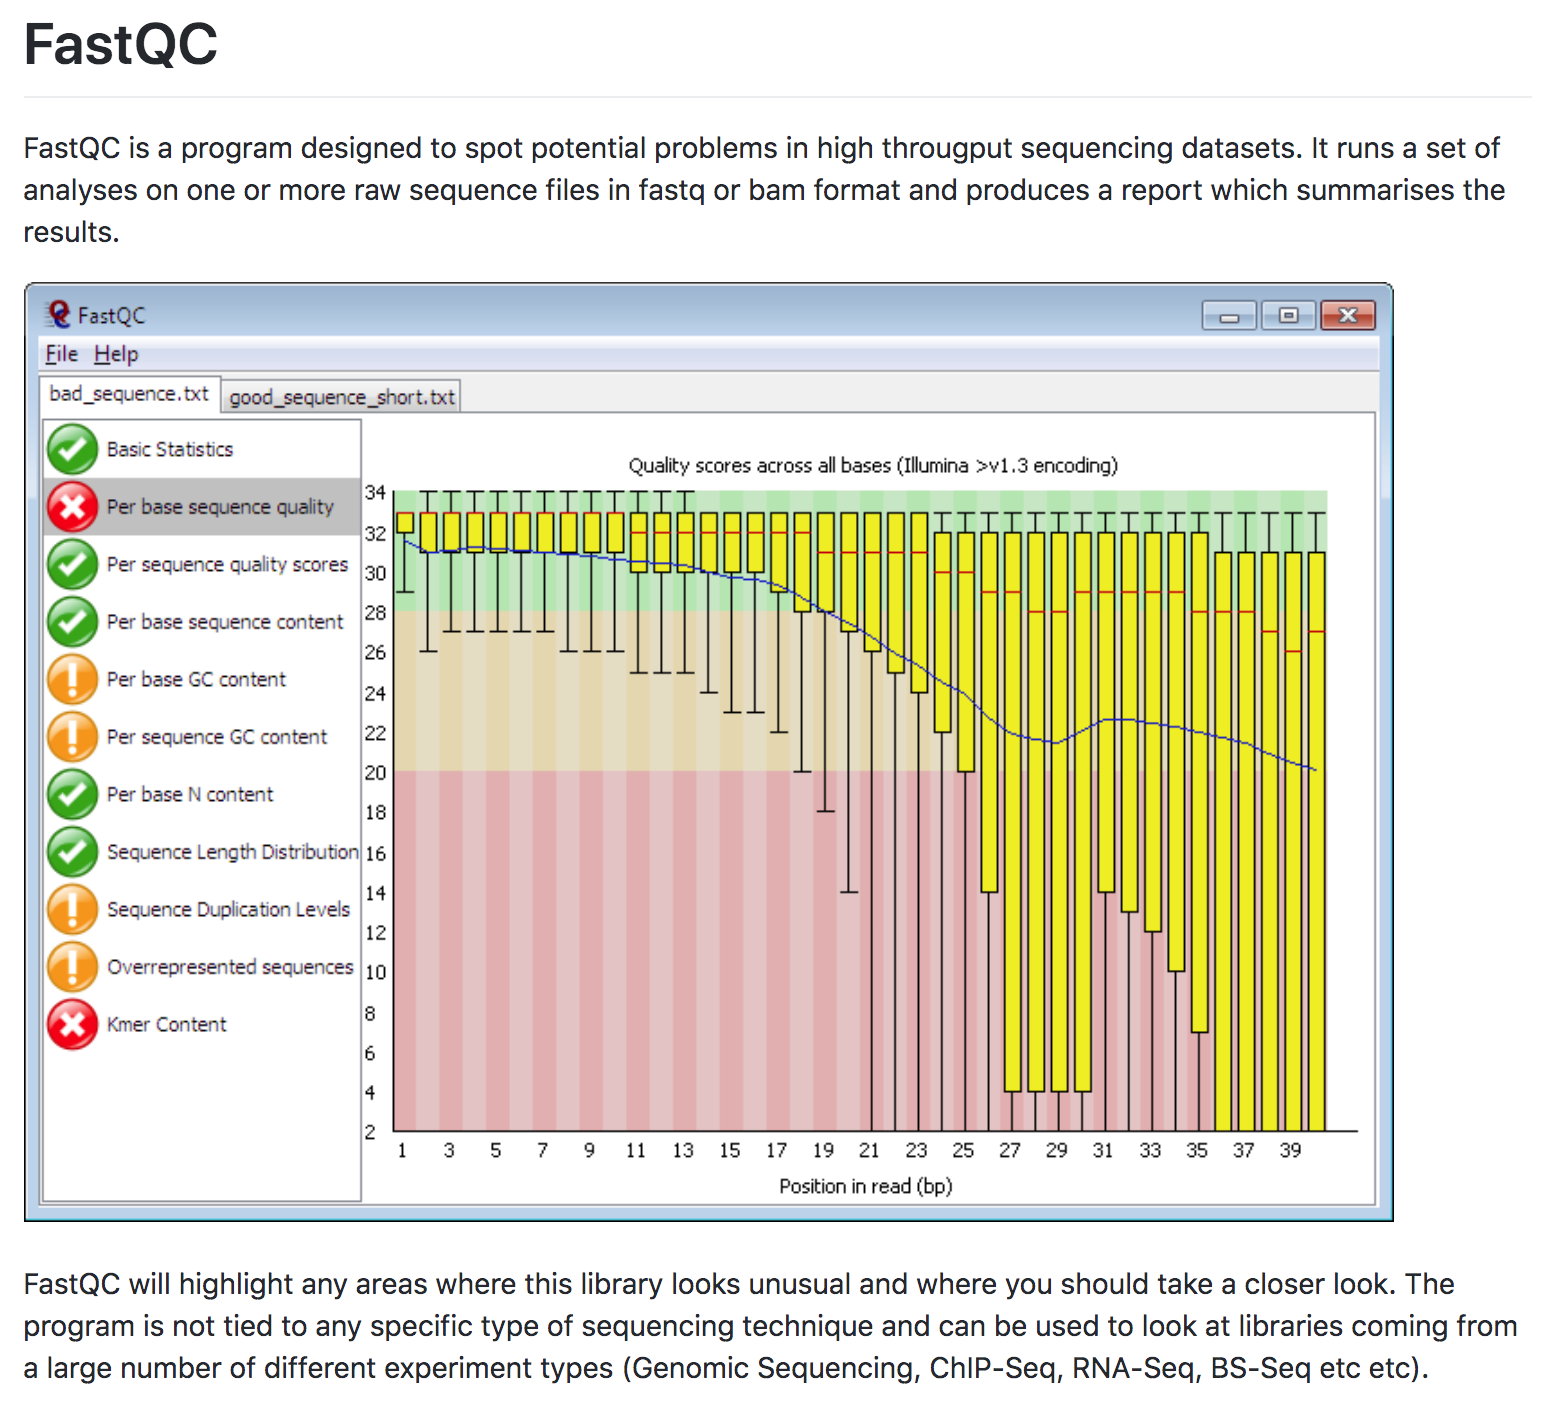 FastQC
FastQC is a program designed to spot potential problems in high througput sequencing datasets. It runs a set of
analyses on one or more raw sequence files in fastq or bam format and produces a report which summarises the
results.
FastQC
File Help
bad_sequence.txt good_sequence_short.txt
Basic Statistics
Per base sequence quality
Per sequence quality scores
Per base sequence content
Per base GC content
Per sequence GC content
Per base N content
Sequence Length Distribution
Sequence Duplication Levels
Overrepresented sequences
Kmer Content
Quality scores across all bases (Illumina >v1.3 encoding)
34
32
30
28
26
24
22
20
18
16
14
12
10
8
6
4
2
1 3 5 7 9 11 13 15 17 19 21 23 25 27 29 31 33 35 37 39
Position in read (bp)
FastQC will highlight any areas where this library looks unusual and where you should take a closer look. The
program is not tied to any specific type of sequencing technique and can be used to look at libraries coming from
a large number of different experiment types (Genomic Sequencing, ChIP-Seq, RNA-Seq, BS-Seq etc etc).